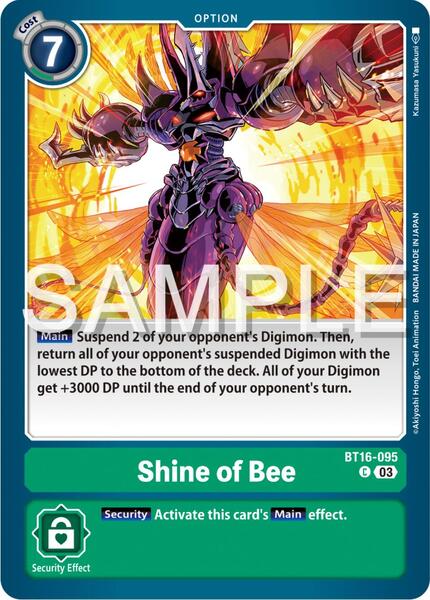 OPTION
Cost
7
Kazumasa Yasukuni
SAMPLE
©Akiyoshi Hongo, Toei Animation BANDAI MADE IN JAPAN
Main Suspend 2 of your opponent's Digimon. Then,
return all of your opponent's suspended Digimon with the
lowest DP to the bottom of the deck. All of your Digimon
get +3000 DP until the end of your opponent's turn.
BT16-095
Shine of Bee
C 03
Security Activate this card's Main effect.
Security Effect